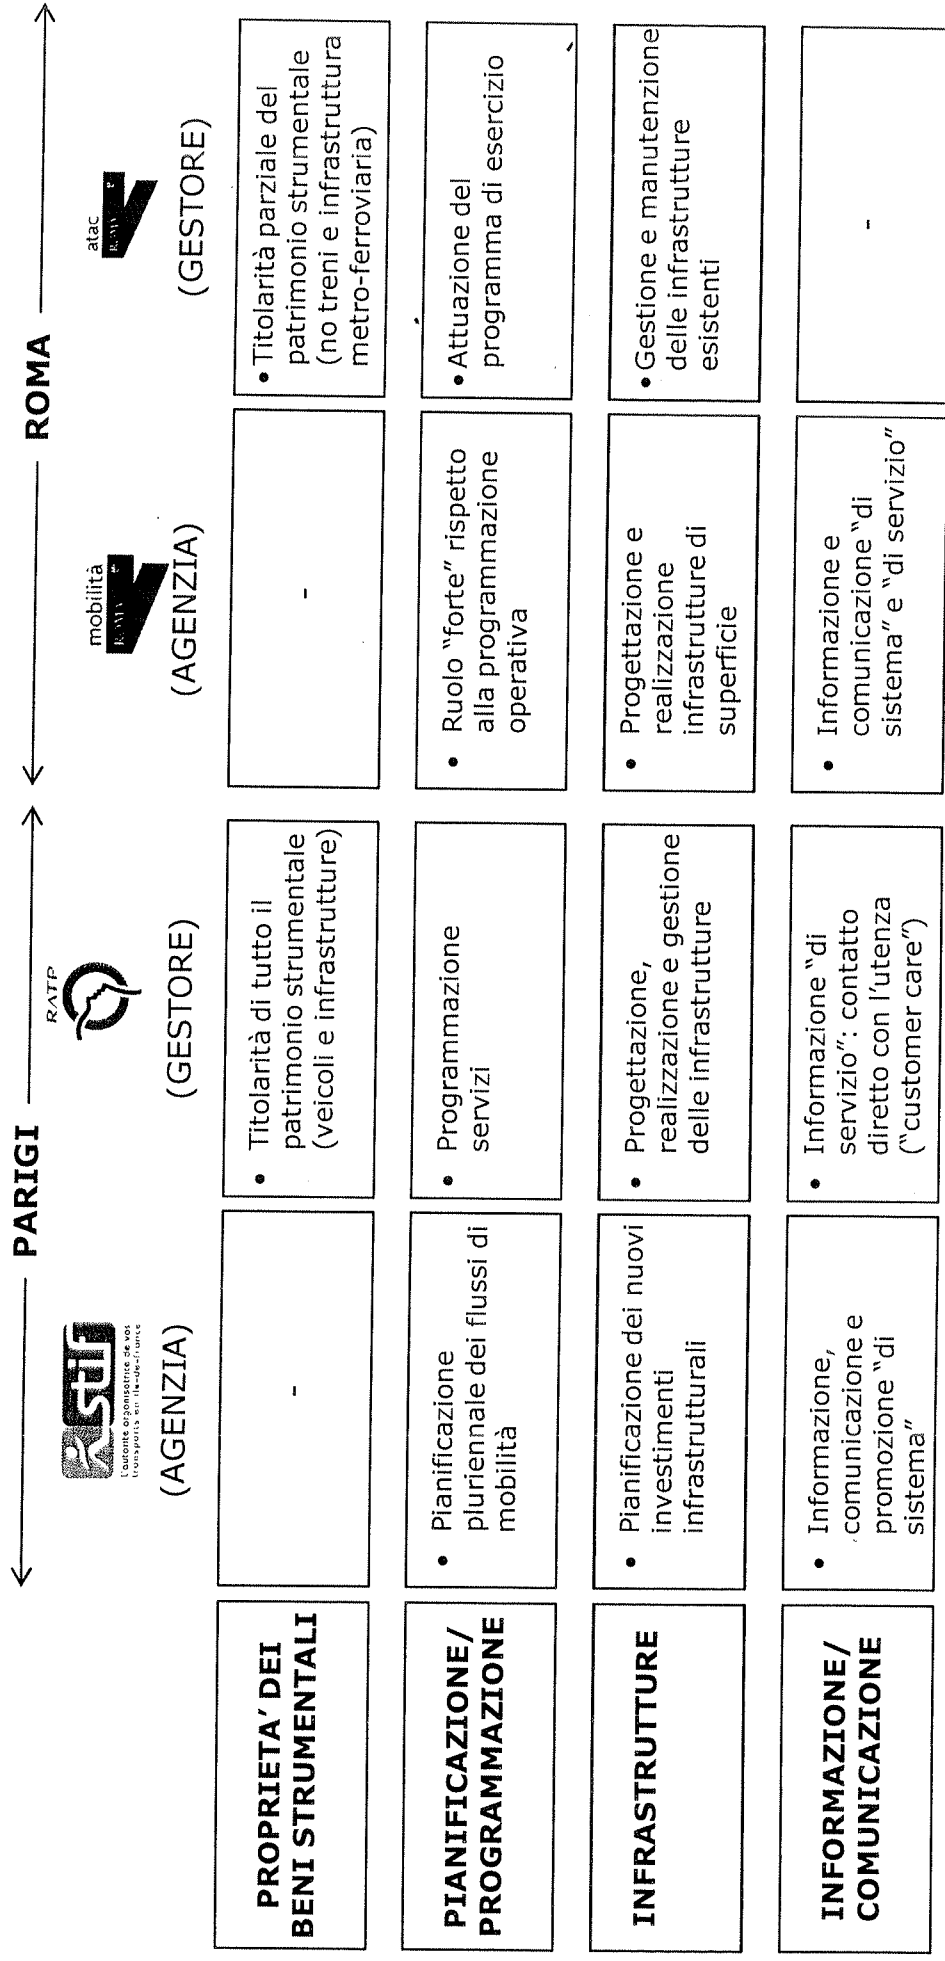 PARIGI
ROMA
stif
l'autorité organisatrice de vos
transports en île-de-france
(AGENZIA)
RATP
(GESTORE)
mobilità
ROMA
(AGENZIA)
atac
ROMA
(GESTORE)
PROPRIETA' DEI
BENI STRUMENTALI
-
• Titolarità di tutto il
patrimonio strumentale
(veicoli e infrastrutture)
-
• Titolarità parziale del
patrimonio strumentale
(no treni e infrastruttura
metro-ferroviaria)
PIANIFICAZIONE/
PROGRAMMAZIONE
• Pianificazione
pluriennale dei flussi di
mobilità
• Programmazione
servizi
• Ruolo "forte" rispetto
alla programmazione
operativa
• Attuazione del
programma di esercizio
INFRASTRUTTURE
• Pianificazione dei nuovi
investimenti
infrastrutturali
• Progettazione,
realizzazione e gestione
delle infrastrutture
• Progettazione e
realizzazione
infrastrutture di
superficie
• Gestione e manutenzione
delle infrastrutture
esistenti
INFORMAZIONE/
COMUNICAZIONE
• Informazione,
comunicazione e
promozione "di
sistema"
• Informazione "di
servizio": contatto
diretto con l'utenza
("customer care")
• Informazione e
comunicazione "di
sistema" e "di servizio"
-